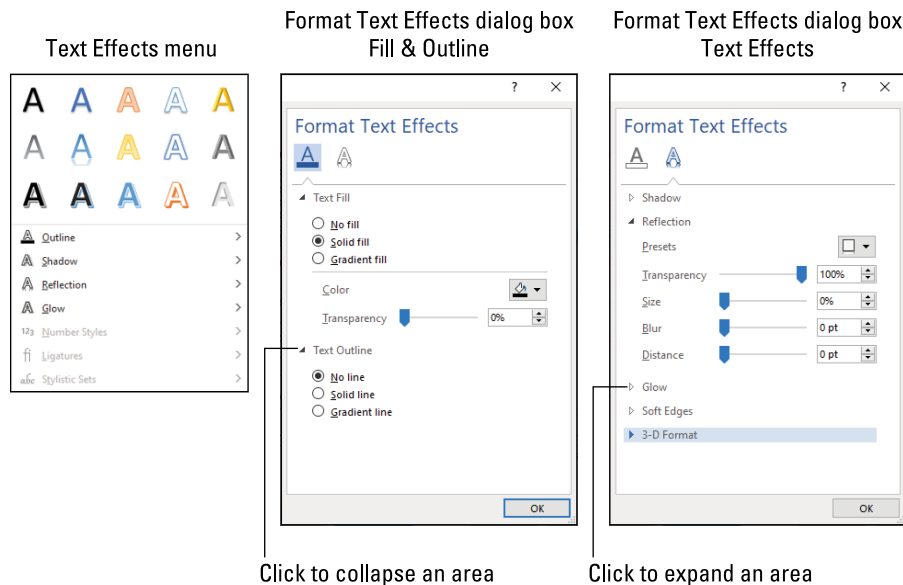 Text Effects menu
Format Text Effects dialog box
Fill & Outline
Format Text Effects dialog box
Text Effects
A A A A A
A A A A A
A A A A A
Outline
Shadow
Reflection
Glow
123 Number Styles
fi Ligatures
abc Stylistic Sets
? ×
Format Text Effects
A A
Text Fill
No fill
Solid fill
Gradient fill
Color
Transparency 0%
Text Outline
No line
Solid line
Gradient line
OK
Click to collapse an area
? ×
Format Text Effects
A A
Shadow
Reflection
Presets
Transparency 100%
Size 0%
Blur 0 pt
Distance 0 pt
Glow
Soft Edges
3-D Format
OK
Click to expand an area